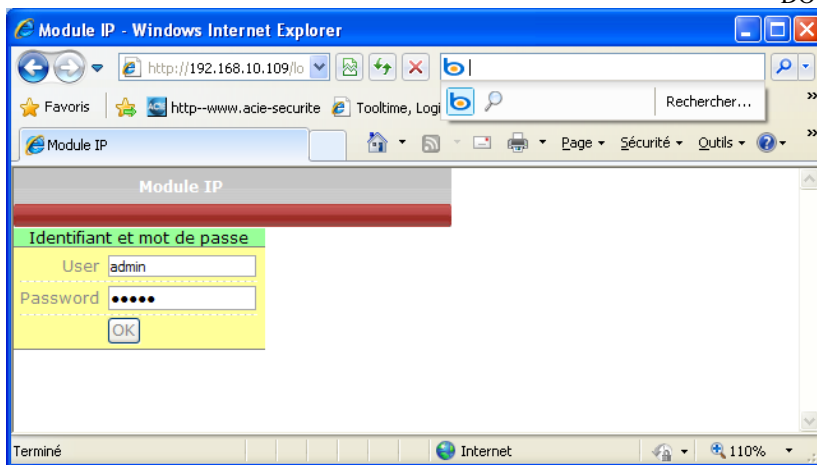 Module IP - Windows Internet Explorer
http://192.168.10.109/lo
Favoris http--www.acie-securite Tooltime, Logi Rechercher... »
Module IP Page Sécurité Outils »
Module IP
Identifiant et mot de passe
User admin
Password •••••
OK
Terminé Internet 110%